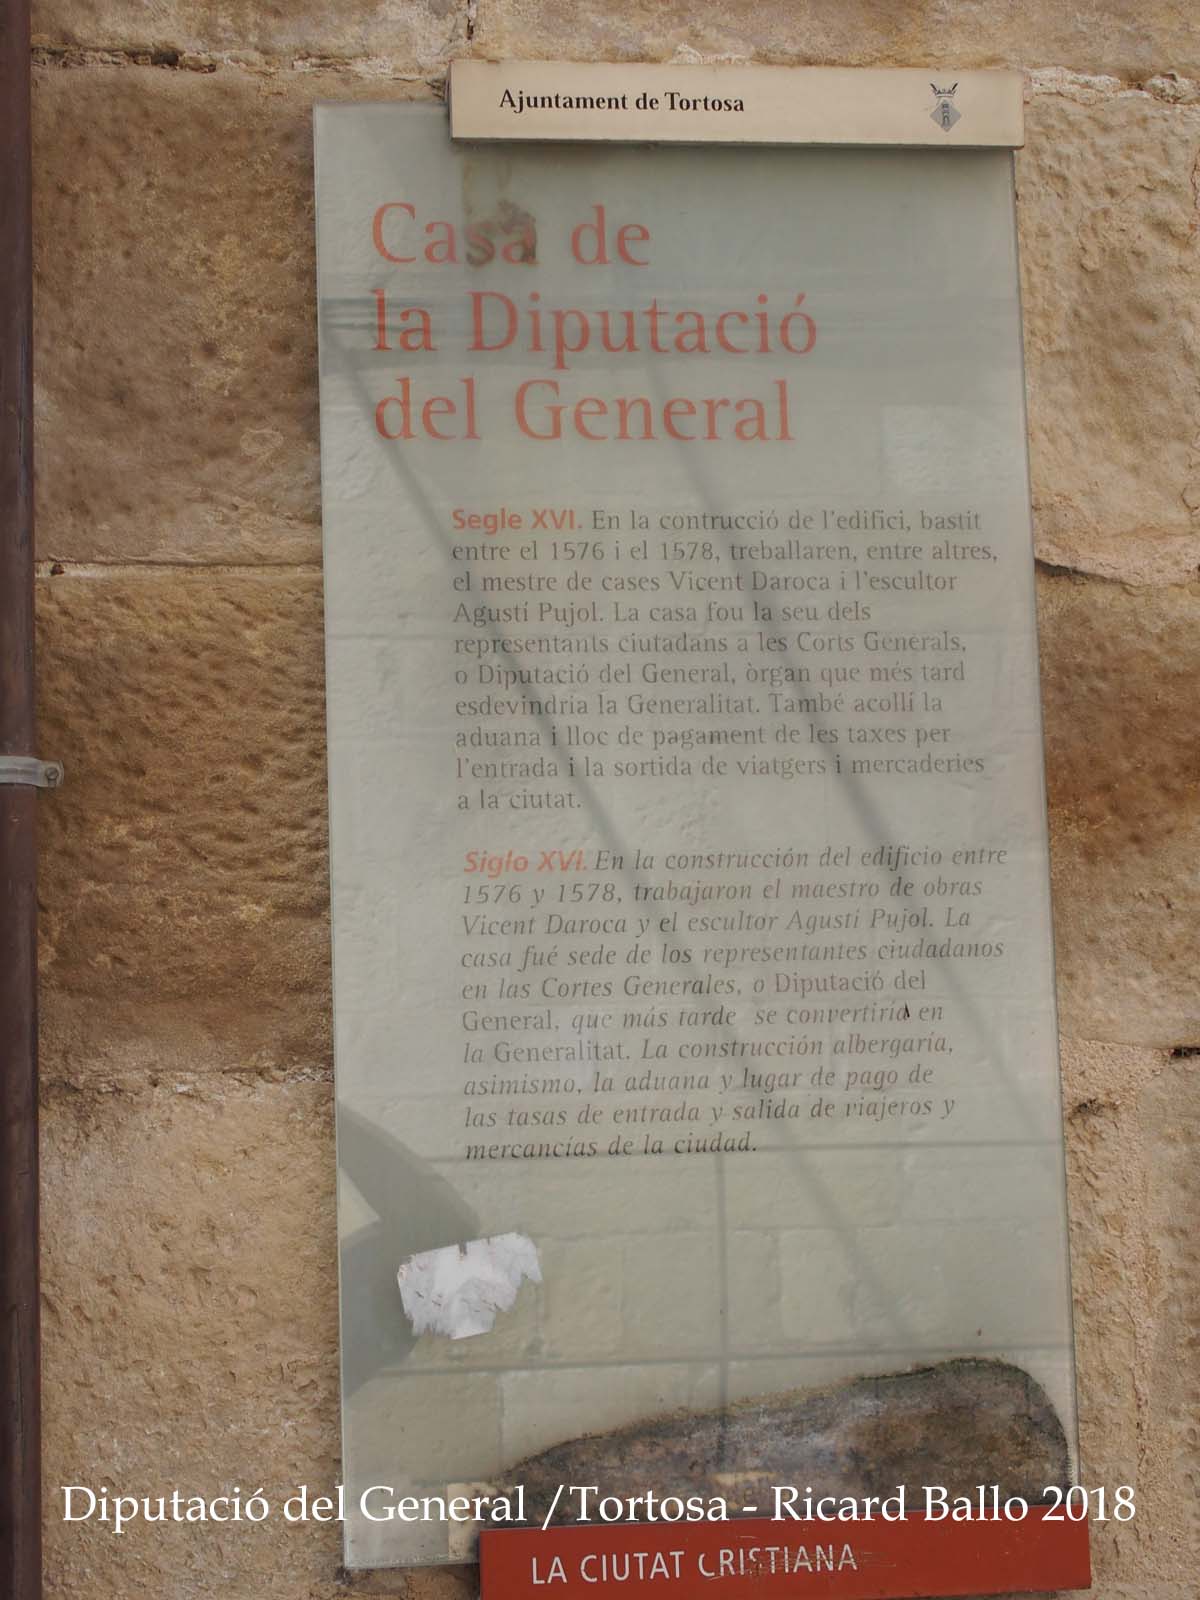 Ajuntament de Tortosa
Casa de
la Diputació
del General
Segle XVI. En la contrucció de l'edifici, bastit
entre el 1576 i el 1578, treballaren, entre altres,
el mestre de cases Vicent Daroca i l'escultor
Agustí Pujol. La casa fou la seu dels
representants ciutadans a les Corts Generals,
o Diputació del General, òrgan que més tard
esdevindria la Generalitat. També acollí la
aduana i lloc de pagament de les taxes per
l'entrada i la sortida de viatgers i mercaderies
a la ciutat.
Siglo XVI. En la construcción del edificio entre
1576 y 1578, trabajaron el maestro de obras
Vicent Daroca y el escultor Agustí Pujol. La
casa fué sede de los representantes ciudadanos
en las Cortes Generales, o Diputació del
General, que más tarde se convertiría en
la Generalitat. La construcción albergaría,
asimismo, la aduana y lugar de pago de
las tasas de entrada y salida de viajeros y
mercancías de la ciudad.
Diputació del General /Tortosa - Ricard Ballo 2018
LA CIUTAT CRISTIANA